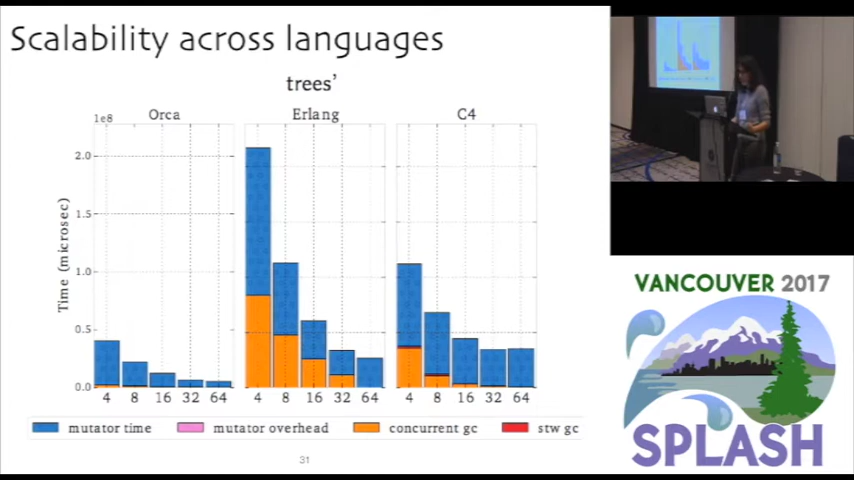 Scalability across languages
trees'
Orca
Erlang
C4
1e8
2.0
1.5
1.0
0.5
0.0
Time (microsec)
4 8 16 32 64
4 8 16 32 64
4 8 16 32 64
mutator time
mutator overhead
concurrent gc
stw gc
31
VANCOUVER 2017
SPLASH